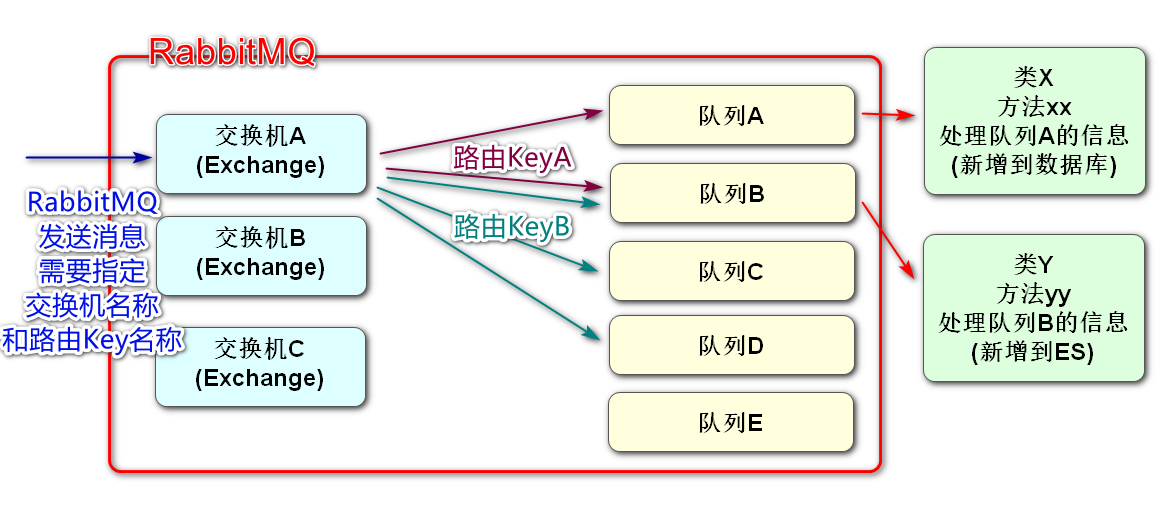 RabbitMQ
RabbitMQ
发送消息
需要指定
交换机名称
和路由Key名称
交换机A
(Exchange)
交换机B
(Exchange)
交换机C
(Exchange)
路由KeyA
路由KeyB
队列A
队列B
队列C
队列D
队列E
类X
方法xx
处理队列A的信息
(新增到数据库)
类Y
方法yy
处理队列B的信息
(新增到ES)